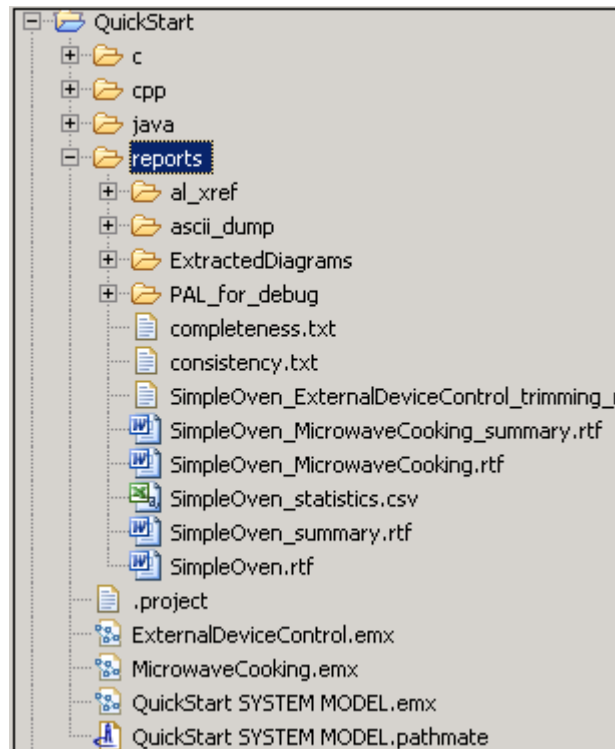 QuickStart
c
cpp
java
reports
al_xref
ascii_dump
ExtractedDiagrams
PAL_for_debug
completeness.txt
consistency.txt
SimpleOven_ExternalDeviceControl_trimming_
SimpleOven_MicrowaveCooking_summary.rtf
SimpleOven_MicrowaveCooking.rtf
SimpleOven_statistics.csv
SimpleOven_summary.rtf
SimpleOven.rtf
.project
ExternalDeviceControl.emx
MicrowaveCooking.emx
QuickStart SYSTEM MODEL.emx
QuickStart SYSTEM MODEL.pathmate